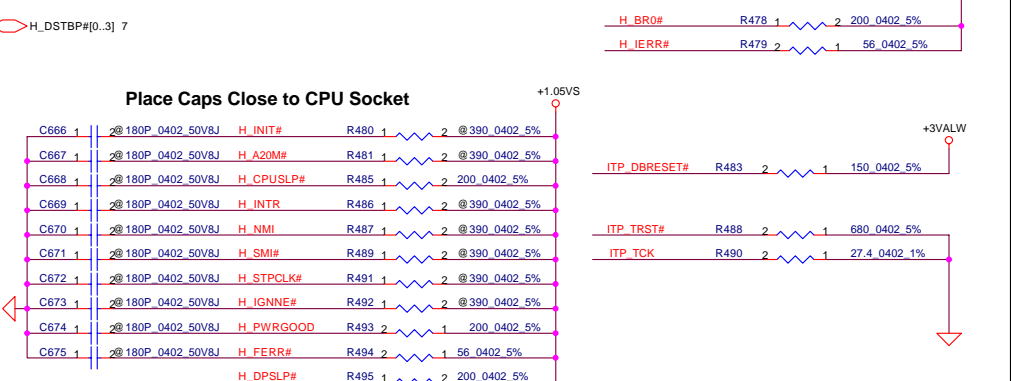 H_DSTBP#[0..3] 7
H_BR0# R478 1 2 200_0402_5%
H_IERR# R479 2 1 56_0402_5%
Place Caps Close to CPU Socket
+1.05VS
C666 1 2 @180P_0402_50V8J H_INIT# R480 1 2 @390_0402_5%
C667 1 2 @180P_0402_50V8J H_A20M# R481 1 2 @390_0402_5%
C668 1 2 @180P_0402_50V8J H_CPUSLP# R485 1 2 200_0402_5%
C669 1 2 @180P_0402_50V8J H_INTR R486 1 2 @390_0402_5%
C670 1 2 @180P_0402_50V8J H_NMI R487 1 2 @390_0402_5%
C671 1 2 @180P_0402_50V8J H_SMI# R489 1 2 @390_0402_5%
C672 1 2 @180P_0402_50V8J H_STPCLK# R491 1 2 @390_0402_5%
C673 1 2 @180P_0402_50V8J H_IGNNE# R492 1 2 @390_0402_5%
C674 1 2 @180P_0402_50V8J H_PWRGOOD R493 2 1 200_0402_5%
C675 1 2 @180P_0402_50V8J H_FERR# R494 2 1 56_0402_5%
H_DPSLP# R495 1 2 200_0402_5%
+3VALW
ITP_DBRESET# R483 2 1 150_0402_5%
ITP_TRST# R488 2 1 680_0402_5%
ITP_TCK R490 2 1 27.4_0402_1%